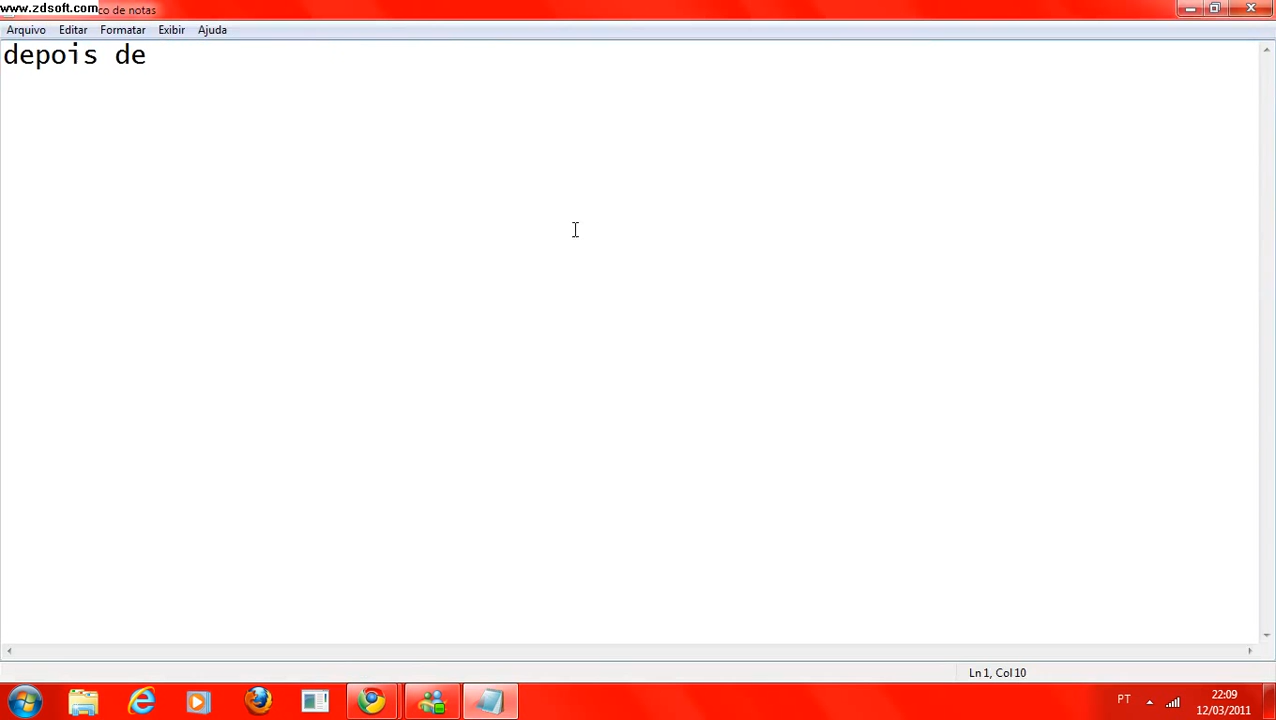 www.zdsoft.com co de notas
Arquivo Editar Formatar Exibir Ajuda
depois de
Ln 1, Col 10
PT
22:09
12/03/2011